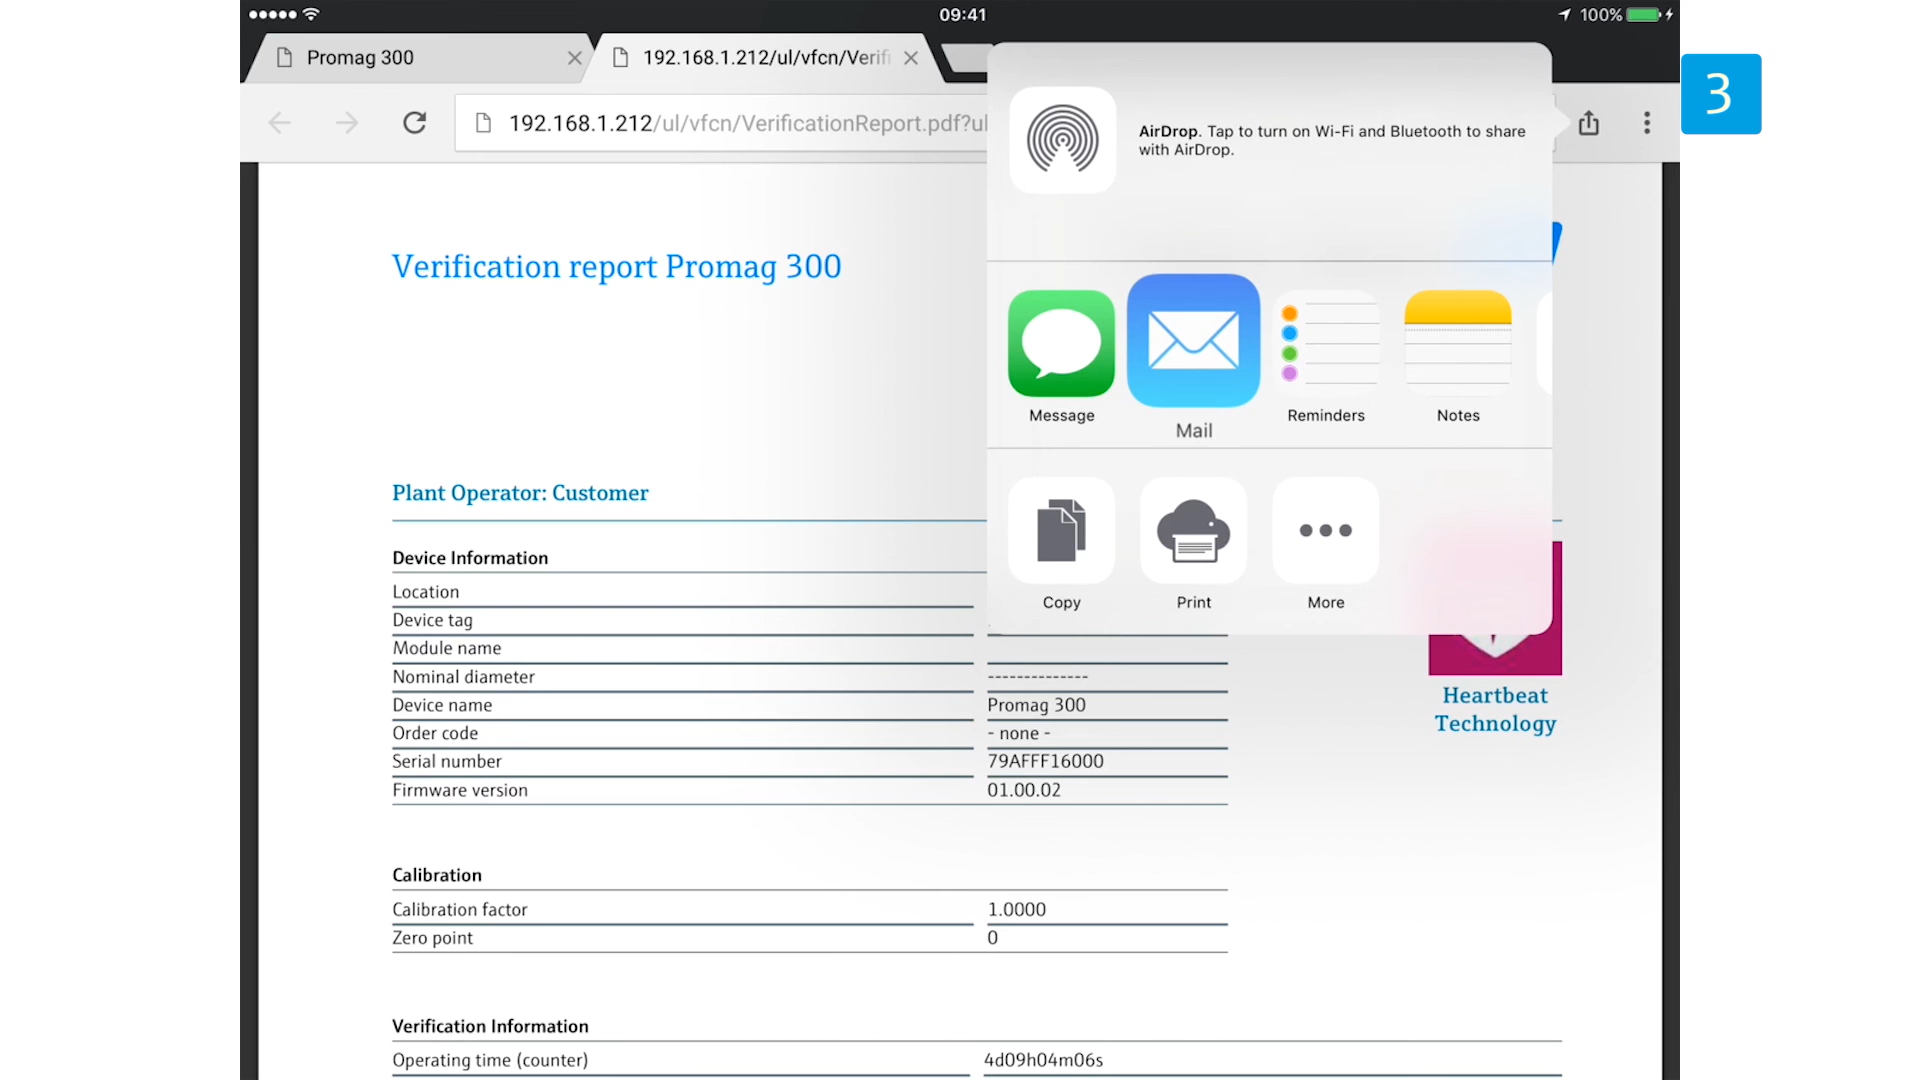 09:41
100%
Promag 300
192.168.1.212/ul/vfcn/Verifi
3
192.168.1.212/ul/vfcn/VerificationReport.pdf?ul
AirDrop. Tap to turn on Wi-Fi and Bluetooth to share
with AirDrop.
Verification report Promag 300
Message
Mail
Reminders
Notes
Copy
Print
More
Plant Operator: Customer
Device Information
Location
Device tag
Module name
Nominal diameter --------------
Device name Promag 300
Order code - none -
Serial number 79AFFF16000
Firmware version 01.00.02
Heartbeat
Technology
Calibration
Calibration factor 1.0000
Zero point 0
Verification Information
Operating time (counter) 4d09h04m06s